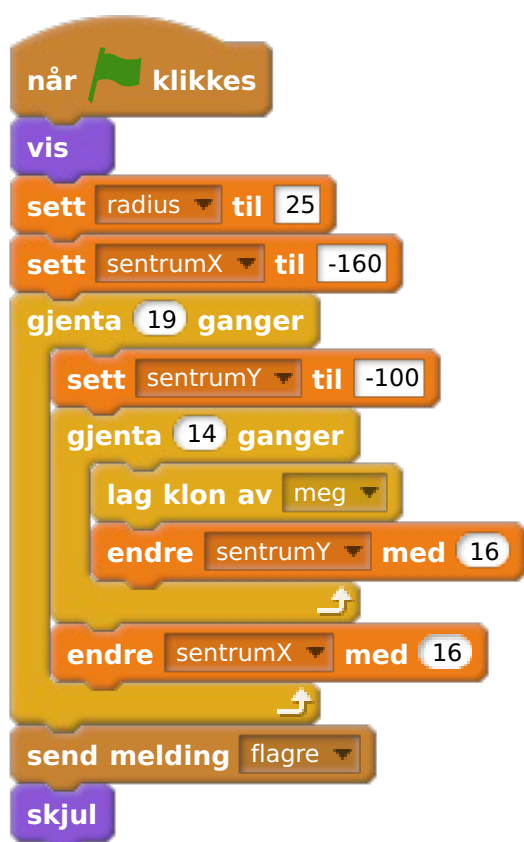 når klikkes
vis
sett radius til 25
sett sentrumX til -160
gjenta 19 ganger
sett sentrumY til -100
gjenta 14 ganger
lag klon av meg
endre sentrumY med 16
endre sentrumX med 16
send melding flagre
skjul